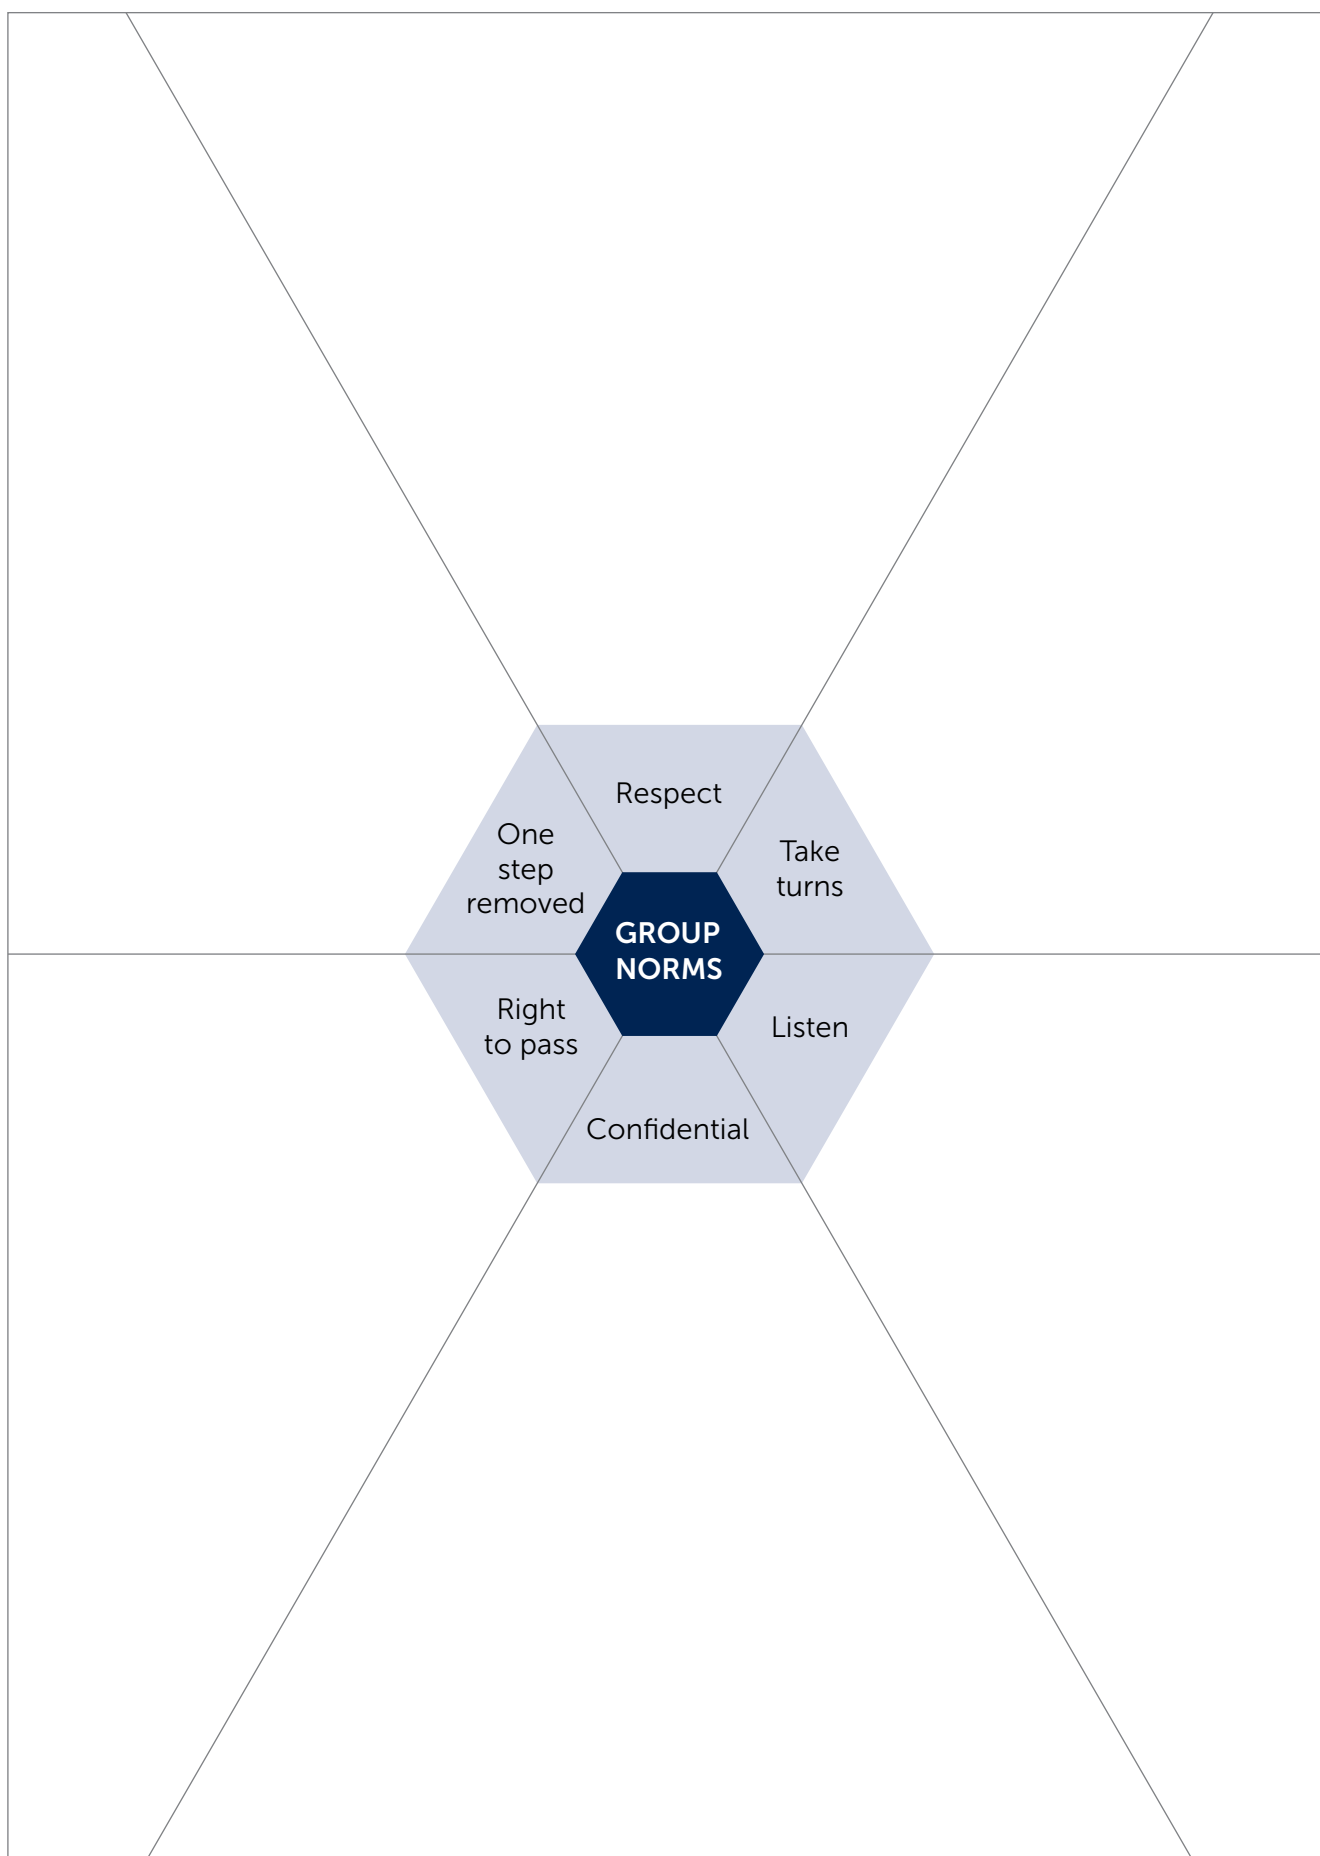 Respect
One
step
removed
Take
turns
GROUP
NORMS
Right
to pass
Listen
Confidential